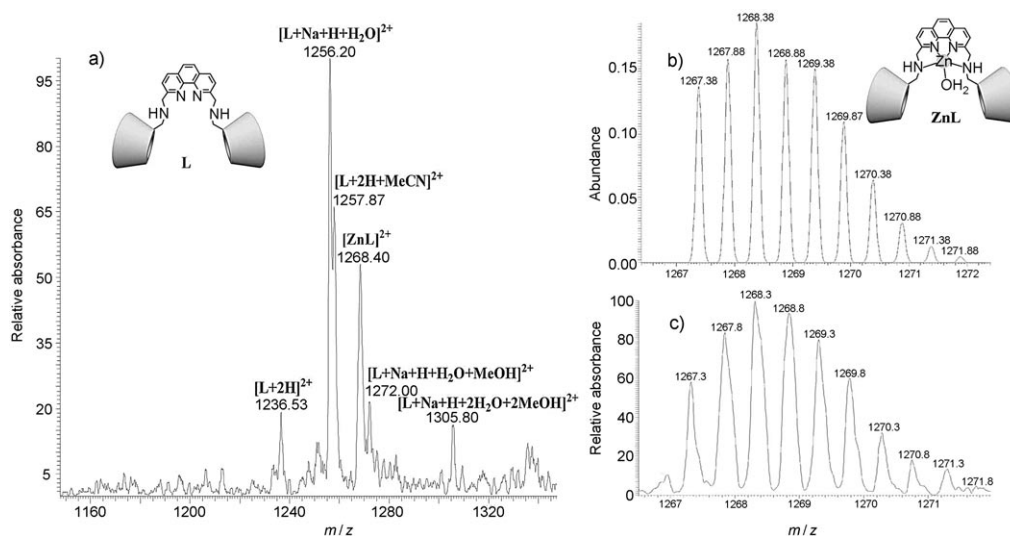 a)
[L+Na+H+H₂O]²⁺
1256.20
[L+2H+MeCN]²⁺
1257.87
[ZnL]²⁺
1268.40
[L+Na+H+H₂O+MeOH]²⁺
1272.00
[L+2H]²⁺
1236.53
[L+Na+H+2H₂O+2MeOH]²⁺
1305.80
N N
NH HN
L
Relative absorbance
95
80
65
50
35
20
5
1160
1200
1240
1280
1320
m / z
b)
1267.38
1267.88
1268.38
1268.88
1269.38
1269.87
1270.38
1270.88
1271.38
1271.88
N N
HN Zn NH
OH₂
ZnL
Abundance
0.15
0.10
0.05
0.00
1267
1268
1269
1270
1271
1272
c)
1267.3
1267.8
1268.3
1268.8
1269.3
1269.8
1270.3
1270.8
1271.3
1271.8
Relative absorbance
100
80
60
40
20
0
1267
1268
1269
1270
1271
m / z